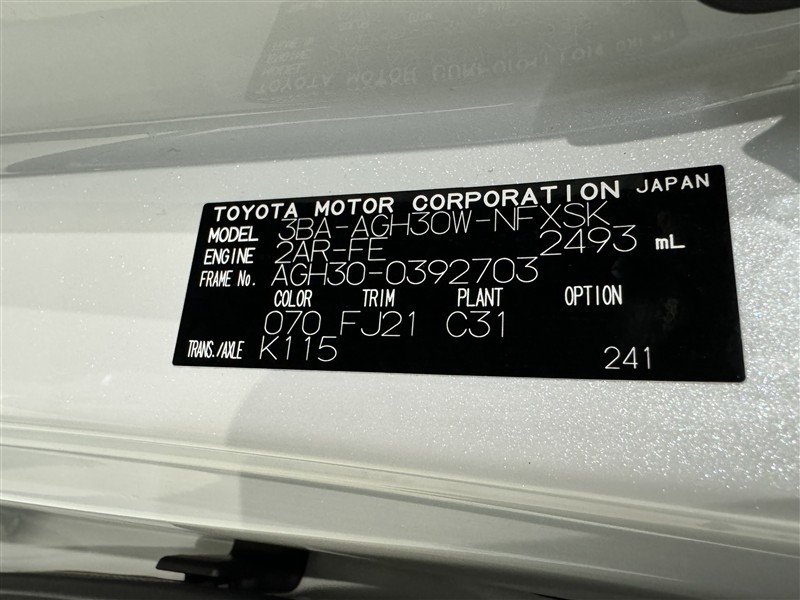 TOYOTA MOTOR CORPORATION JAPAN
MODEL 3BA-AGH30W-NFXSK
ENGINE 2AR-FE 2493 mL
FRAME No. AGH30-0392703
COLOR TRIM PLANT OPTION
070 FJ21 C31
TRANS./AXLE K115 241